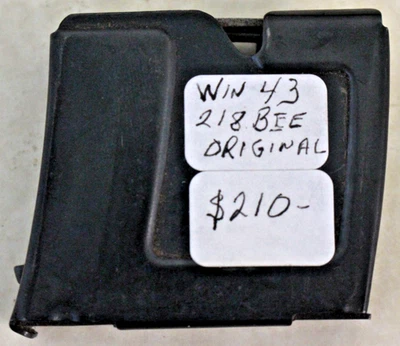 WIN 43
218 BEE
ORIGINAL
$210-